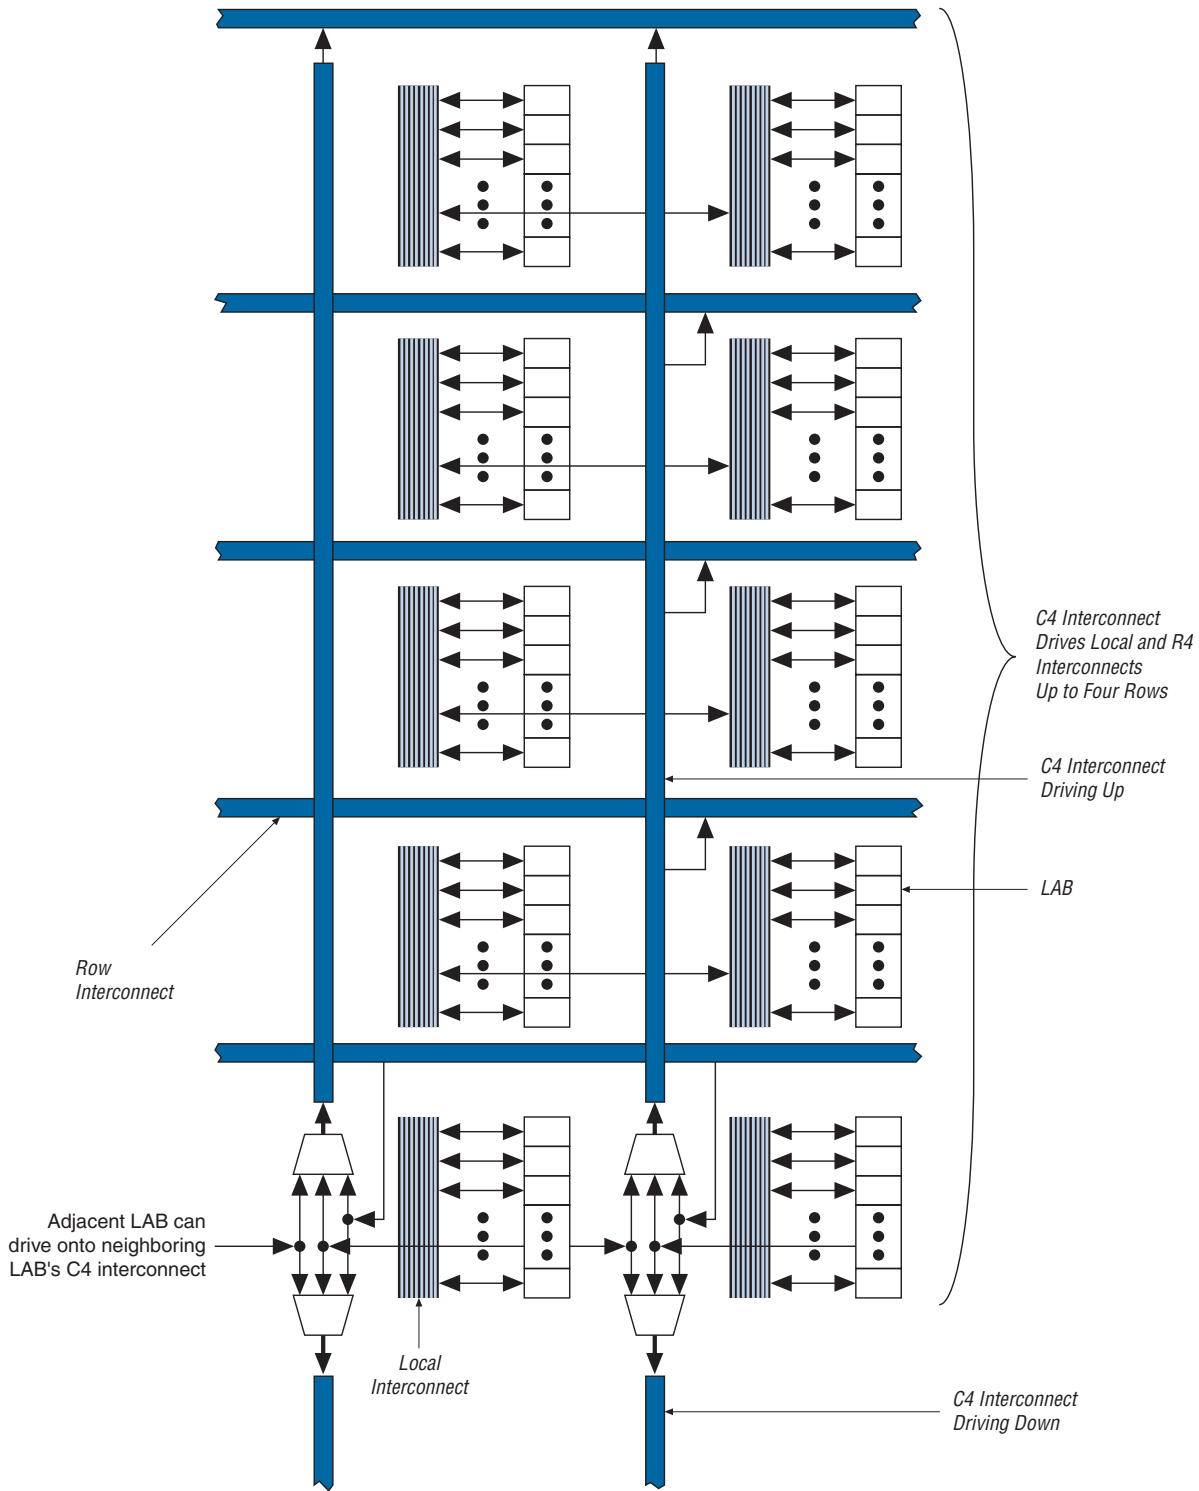 C4 Interconnect
Drives Local and R4
Interconnects
Up to Four Rows
C4 Interconnect
Driving Up
LAB
Row
Interconnect
Adjacent LAB can
drive onto neighboring
LAB's C4 interconnect
Local
Interconnect
C4 Interconnect
Driving Down